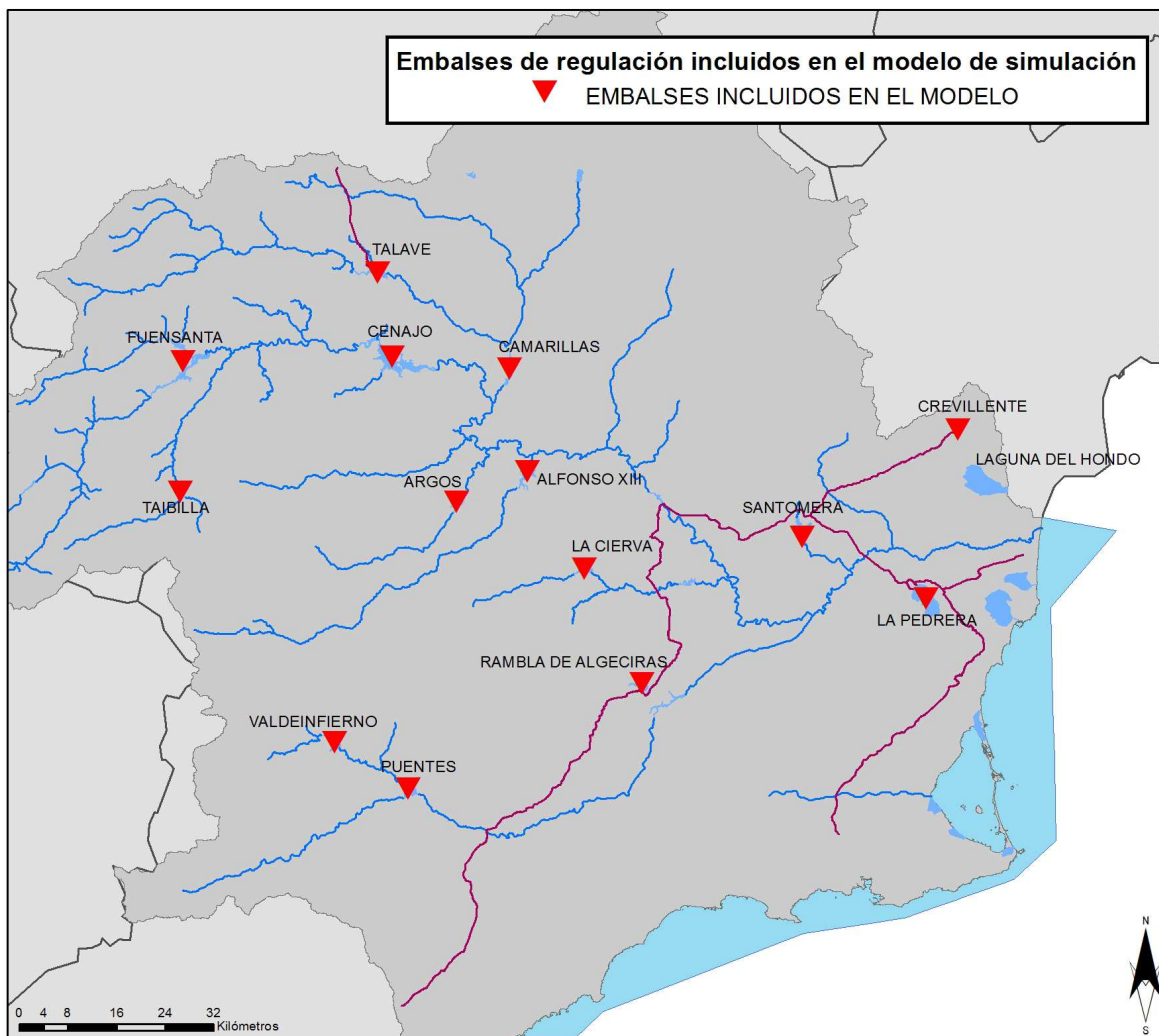 Embalses de regulación incluidos en el modelo de simulación
EMBALSES INCLUIDOS EN EL MODELO
TALAVE
FUENSANTA
CENAJO
CAMARILLAS
CREVILLENTE
LAGUNA DEL HONDO
ARGOS
ALFONSO XIII
TAIBILLA
SANTOMERA
LA CIERVA
LA PEDRERA
RAMBLA DE ALGECIRAS
VALDEINFIERNO
PUENTES
N
S
0 4 8 16 24 32
Kilómetros